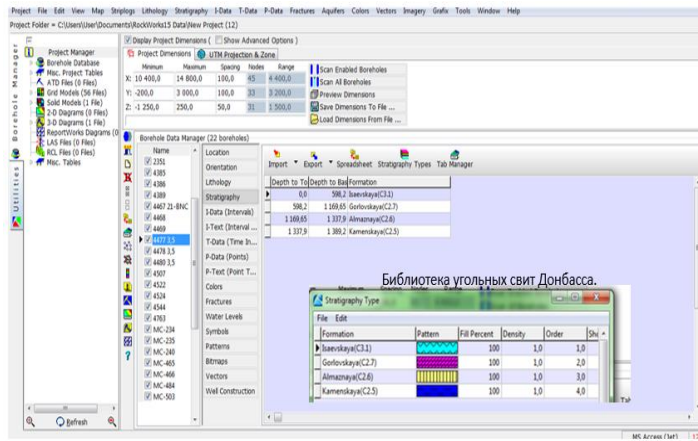 Project File Edit View Map Striplogs Lithology Stratigraphy I-Data T-Data P-Data Fractures Aquifers Colors Vectors Imagery Grafix Tools Window Help
Project Folder = C:\Users\User\Documents\RockWorks15 Data\New Project (12)
Borehole Manager
Utilities
Project Manager
Borehole Database
Misc. Project Tables
ATD Files (0 Files)
Grid Models (56 Files)
Solid Models (1 File)
2-D Diagrams (0 Files)
3-D Diagrams (1 File)
ReportWorks Diagrams (0
LAS Files (0 Files)
RCL Files (0 Files)
Misc. Tables
Refresh
Display Project Dimensions ( Show Advanced Options )
Project Dimensions UTM Projection & Zone
Minimum Maximum Spacing Nodes Range
X: 10 400,0 14 800,0 100,0 45 4 400,0
Y: -200,0 3 000,0 100,0 33 3 200,0
Z: -1 250,0 250,0 50,0 31 1 500,0
Scan Enabled Boreholes
Scan All Boreholes
Preview Dimensions
Save Dimensions To File ...
Load Dimensions From File ...
Borehole Data Manager (22 boreholes)
Name
2351
4385
4386
4389
4467 21-BNC
4468
4469
4477 3,5
4478 3,5
4480 3,5
4507
4522
4524
4544
4763
MC-234
MC-235
MC-240
MC-465
MC-466
MC-484
MC-503
Location
Orientation
Lithology
Stratigraphy
I-Data (Intervals)
I-Text (Interval ...
T-Data (Time In...
P-Data (Points)
P-Text (Point T...
Colors
Fractures
Water Levels
Symbols
Patterns
Bitmaps
Vectors
Well Construction
Import Export Spreadsheet Stratigraphy Types Tab Manager
Depth to To Depth to Bas Formation
0,0 598,2 Isaevskaya(C3.1)
598,2 1 169,65 Gorlovskaya(C2.7)
1 169,65 1 337,9 Almaznaya(C2.6)
1 337,9 1 389,2 Kamenskaya(C2.5)
Библиотека угольных свит Донбасса.
Stratigraphy Type
File Edit
Formation Pattern Fill Percent Density Order
Isaevskaya(C3.1) 100 1,0 1,0
Gorlovskaya(C2.7) 100 1,0 2,0
Almaznaya(C2.6) 100 1,0 3,0
Kamenskaya(C2.5) 100 1,0 4,0
MS Access (Jet)